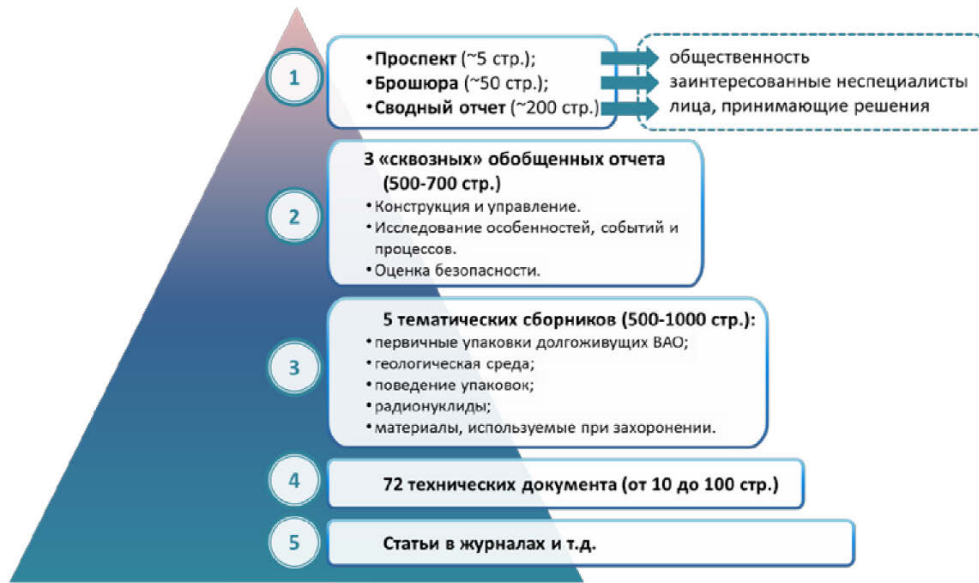 1
•Проспект (~5 стр.);
•Брошюра (~50 стр.);
•Сводный отчет (~200 стр.)
общественность
заинтересованные неспециалисты
лица, принимающие решения
2
3 «сквозных» обобщенных отчета
(500-700 стр.)
•Конструкция и управление.
•Исследование особенностей, событий и
процессов.
•Оценка безопасности.
3
5 тематических сборников (500-1000 стр.):
•первичные упаковки долгоживущих ВАО;
•геологическая среда;
•поведение упаковок;
•радионуклиды;
•материалы, используемые при захоронении.
4
72 технических документа (от 10 до 100 стр.)
5
Статьи в журналах и т.д.